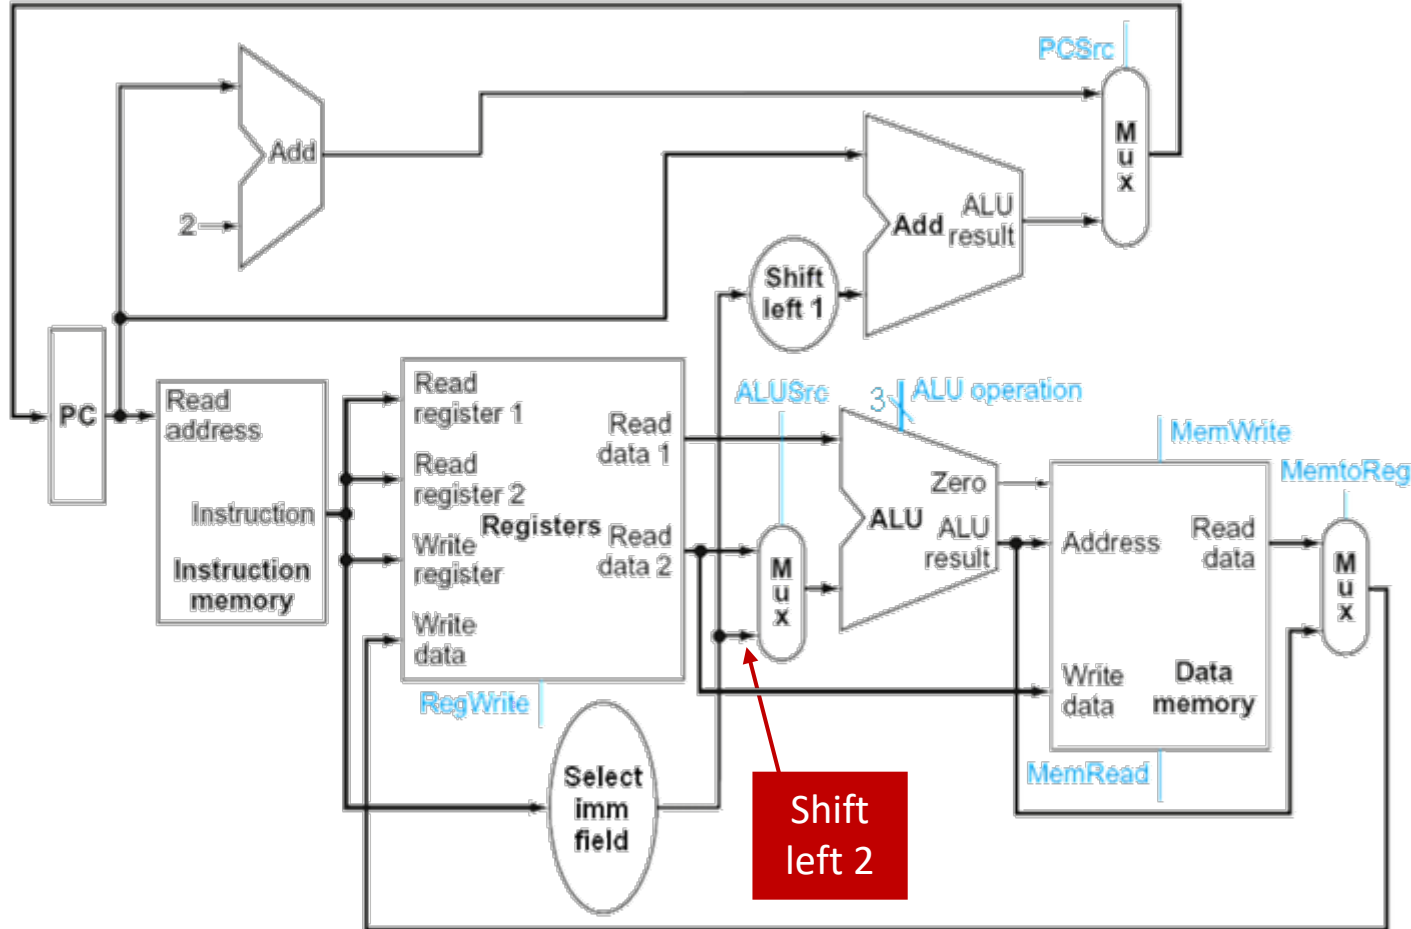 PCSrc
Mux
Add
2
Add
ALU
result
Shift
left 1
PC
Read
address
Instruction
Instruction
memory
Read
register 1
Read
register 2
Write
register
Write
data
Registers
Read
data 1
Read
data 2
RegWrite
ALUSrc
Mux
3
ALU operation
Zero
ALU
ALU
result
MemWrite
Address
Read
data
Write
data
Data
memory
MemRead
MemtoReg
Mux
Select
imm
field
Shift
left 2